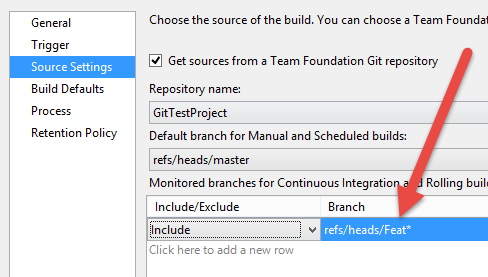 General
Trigger
Source Settings
Build Defaults
Process
Retention Policy
Choose the source of the build. You can choose a Team Founda
Get sources from a Team Foundation Git repository
Repository name:
GitTestProject
Default branch for Manual and Scheduled builds:
refs/heads/master
Monitored branches for Continuous Integration and Rolling buil
Include/Exclude Branch
Include refs/heads/Feat*
Click here to add a new row